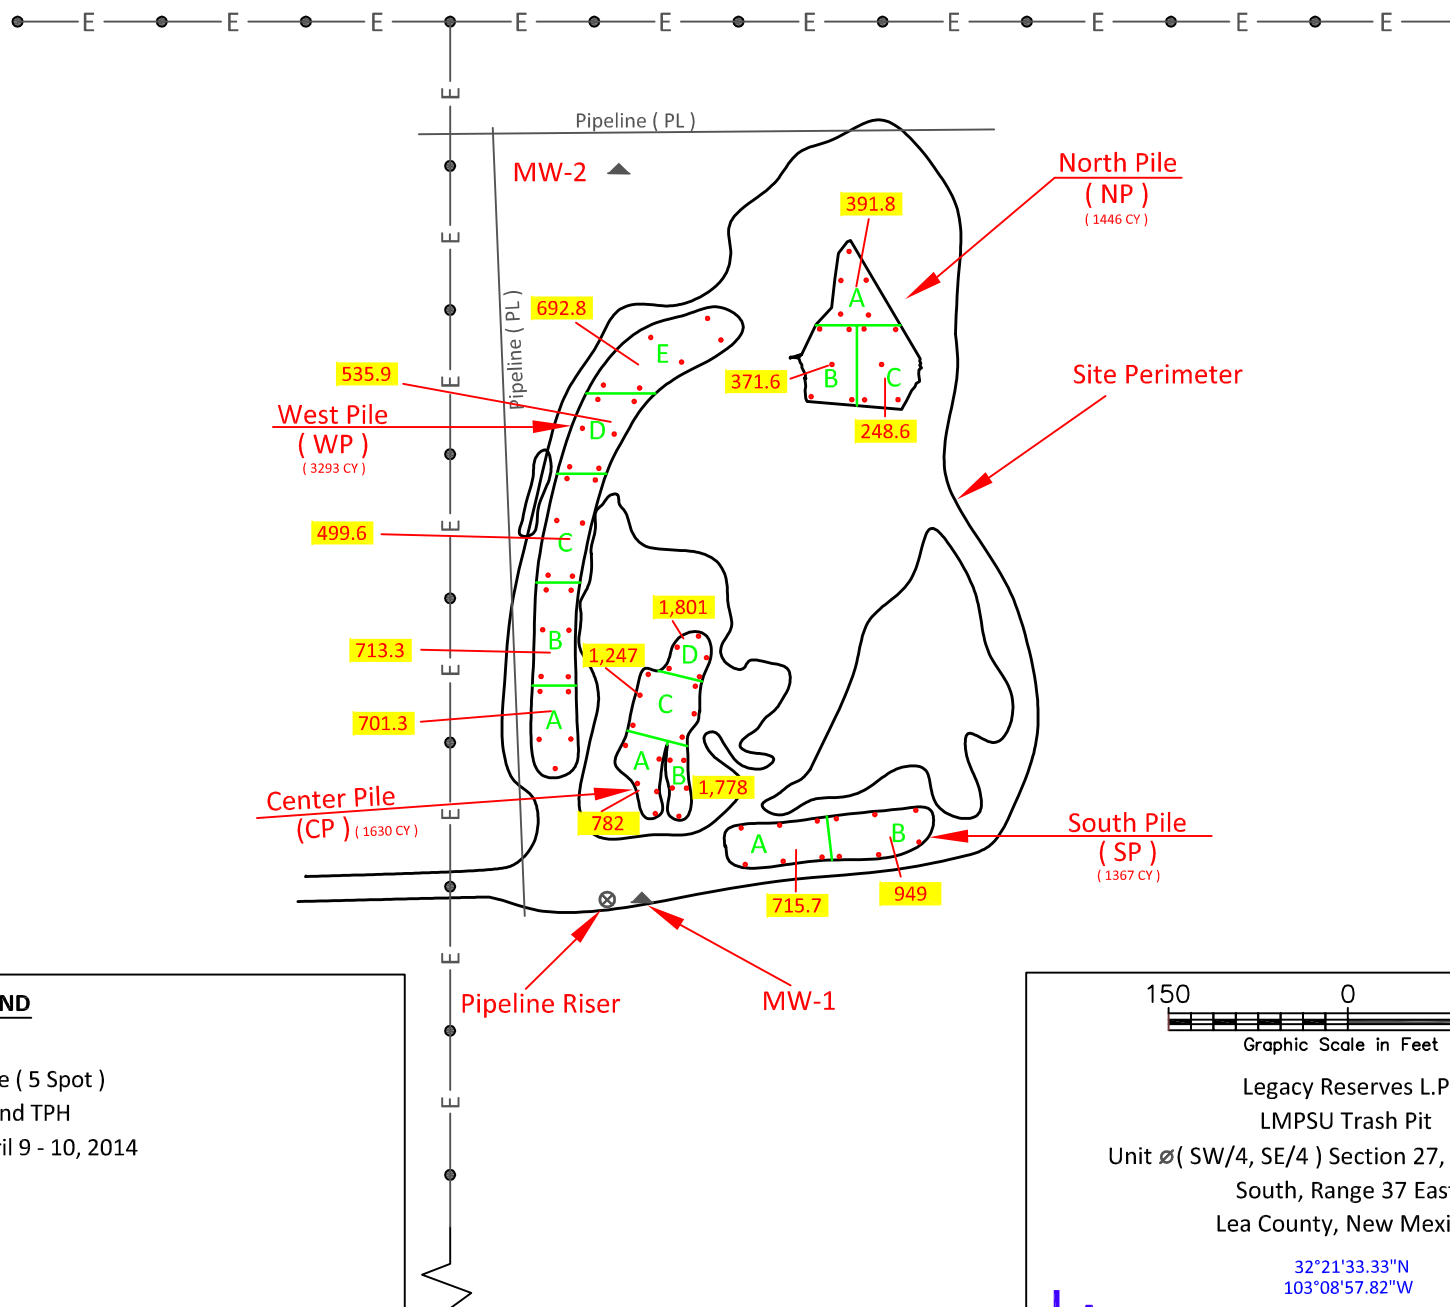 E E E E E E E E E E
E
Pipeline ( PL )
MW-2
North Pile
( NP )
( 1446 CY )
391.8
E
Pipeline ( PL )
692.8
A
E
535.9
E
371.6
B
C
Site Perimeter
West Pile
( WP )
( 3293 CY )
D
248.6
E
499.6
C
1,801
713.3
B
1,247
D
E
701.3
A
C
A
B
1,778
Center Pile
(CP ) ( 1630 CY )
E
782
South Pile
( SP )
( 1367 CY )
A
B
715.7
949
E
Pipeline Riser
MW-1
ND
e ( 5 Spot )
nd TPH
il 9 - 10, 2014
E
150 0
Graphic Scale in Feet
Legacy Reserves L.P
LMPSU Trash Pit
Unit ⌀( SW/4, SE/4 ) Section 27,
South, Range 37 Eas
Lea County, New Mexi
32°21'33.33"N
103°08'57.82"W